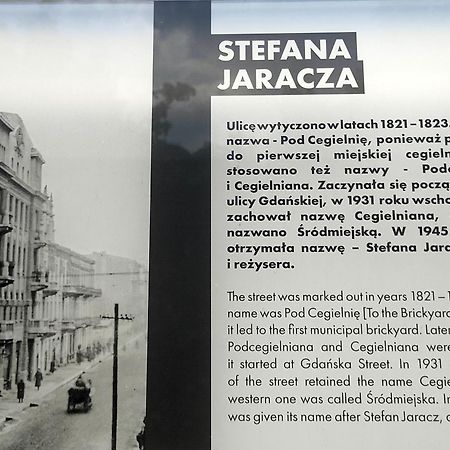 STEFANA
JARACZA
Ulicę wytyczono w latach 1821 – 1823.
nazwa - Pod Cegielnię, ponieważ p
do pierwszej miejskiej cegieln
stosowano też nazwy - Podc
i Cegielniana. Zaczynała się począ
ulicy Gdańskiej, w 1931 roku wscho
zachował nazwę Cegielniana,
nazwano Śródmiejską. W 1945
otrzymała nazwę – Stefana Jara
i reżysera.
The street was marked out in years 1821 – 1
name was Pod Cegielnię [To the Brickyard
it led to the first municipal brickyard. Later
Podcegielniana and Cegielniana were
it started at Gdańska Street. In 1931
of the street retained the name Cegie
western one was called Śródmiejska. In
was given its name after Stefan Jaracz, a